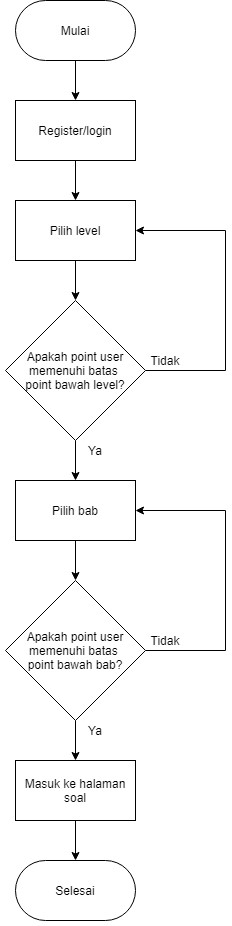 Mulai
Register/login
Pilih level
Apakah point user
memenuhi batas
point bawah level?
Tidak
Ya
Pilih bab
Apakah point user
memenuhi batas
point bawah bab?
Tidak
Ya
Masuk ke halaman
soal
Selesai